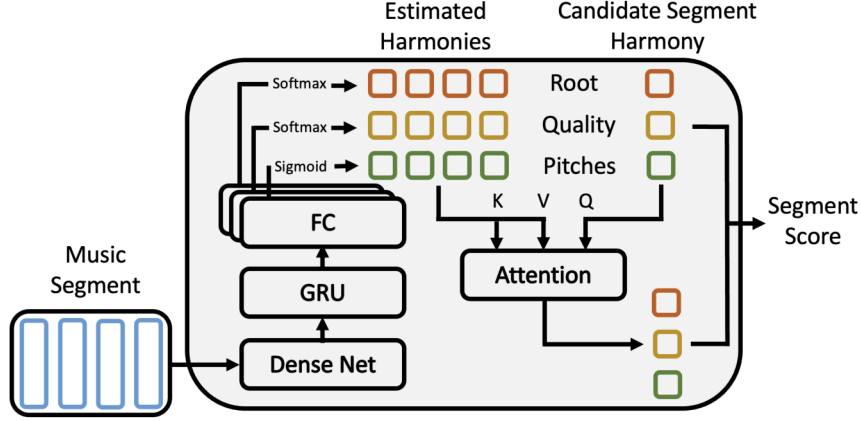 Estimated
Harmonies
Candidate Segment
Harmony
Softmax
Root
Softmax
Quality
Sigmoid
Pitches
K V Q
FC
Segment
Score
Music
Segment
GRU
Attention
Dense Net